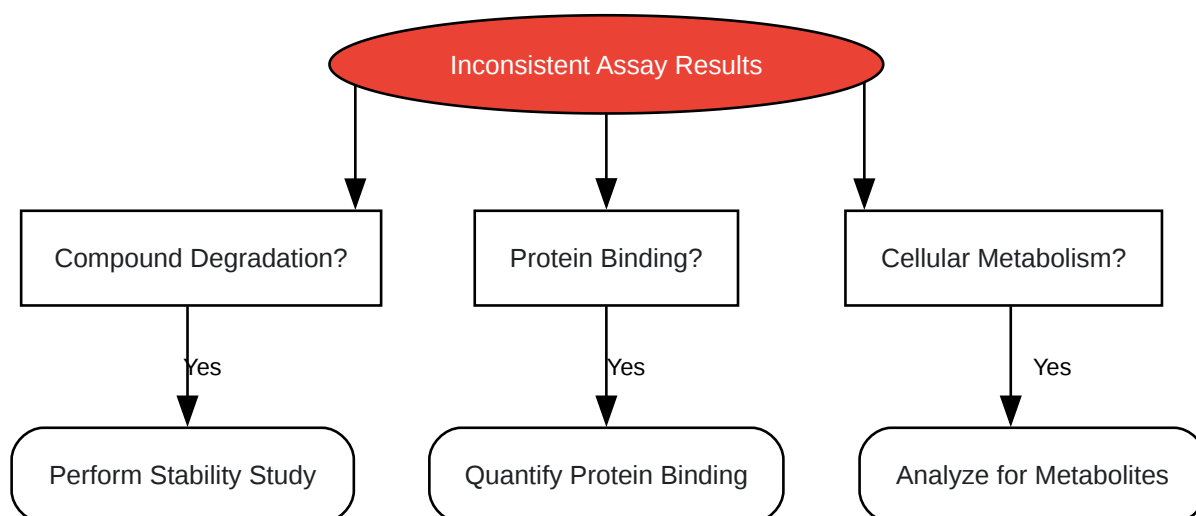 Inconsistent Assay Results
Compound Degradation?
Protein Binding?
Cellular Metabolism?
Yes
Yes
Yes
Perform Stability Study
Quantify Protein Binding
Analyze for Metabolites